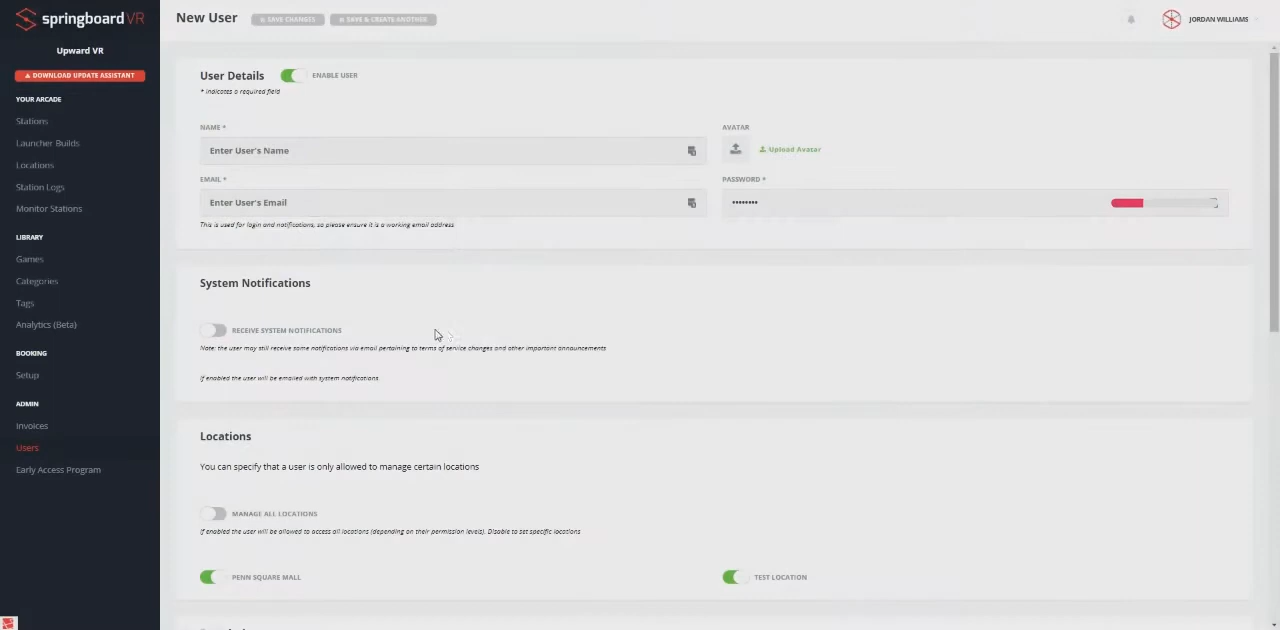 springboard VR
Upward VR
DOWNLOAD UPDATE ASSISTANT
YOUR ARCADE
Stations
Launcher Builds
Locations
Station Logs
Monitor Stations
LIBRARY
Games
Categories
Tags
Analytics (Beta)
BOOKING
Setup
ADMIN
Invoices
Users
Early Access Program
New User
SAVE CHANGES
SAVE & CREATE ANOTHER
JORDAN WILLIAMS
User Details
ENABLE USER
* Indicates a required field
NAME *
Enter User's Name
AVATAR
Upload Avatar
EMAIL *
Enter User's Email
PASSWORD *
••••••••
This is used for login and notifications, so please ensure it is a working email address
System Notifications
RECEIVE SYSTEM NOTIFICATIONS
Note: the user may still receive some notifications via email pertaining to terms of service changes and other important announcements
If enabled the user will be emailed with system notifications
Locations
You can specify that a user is only allowed to manage certain locations
MANAGE ALL LOCATIONS
If enabled the user will be allowed to access all locations (depending on their permission levels). Disable to set specific locations
PENN SQUARE MALL
TEST LOCATION